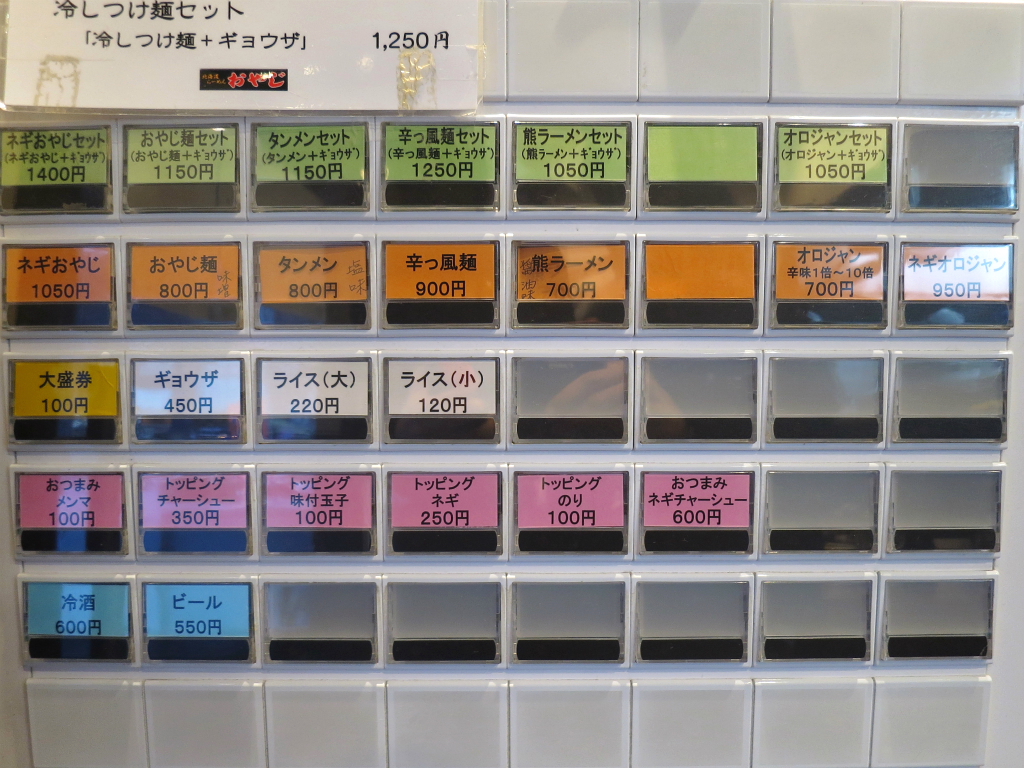 冷しつけ麺セット
「冷しつけ麺+ギョウザ」 1,250円
北海道
らーめん
おやじ
ネギおやじセット
(ネギおやじ+ギョウザ)
1400円
おやじ麺セット
(おやじ麺+ギョウザ)
1150円
タンメンセット
(タンメン+ギョウザ)
1150円
辛っ風麺セット
(辛っ風麺+ギョウザ)
1250円
熊ラーメンセット
(熊ラーメン+ギョウザ)
1050円
オロジャンセット
(オロジャン+ギョウザ)
1050円
ネギおやじ
1050円
おやじ麺
800円
味噌
タンメン
800円
塩味
辛っ風麺
900円
熊ラーメン
700円
醤油味
オロジャン
辛味1倍~10倍
700円
ネギオロジャン
950円
大盛券
100円
ギョウザ
450円
ライス(大)
220円
ライス(小)
120円
おつまみ
メンマ
100円
トッピング
チャーシュー
350円
トッピング
味付玉子
100円
トッピング
ネギ
250円
トッピング
のり
100円
おつまみ
ネギチャーシュー
600円
冷酒
600円
ビール
550円